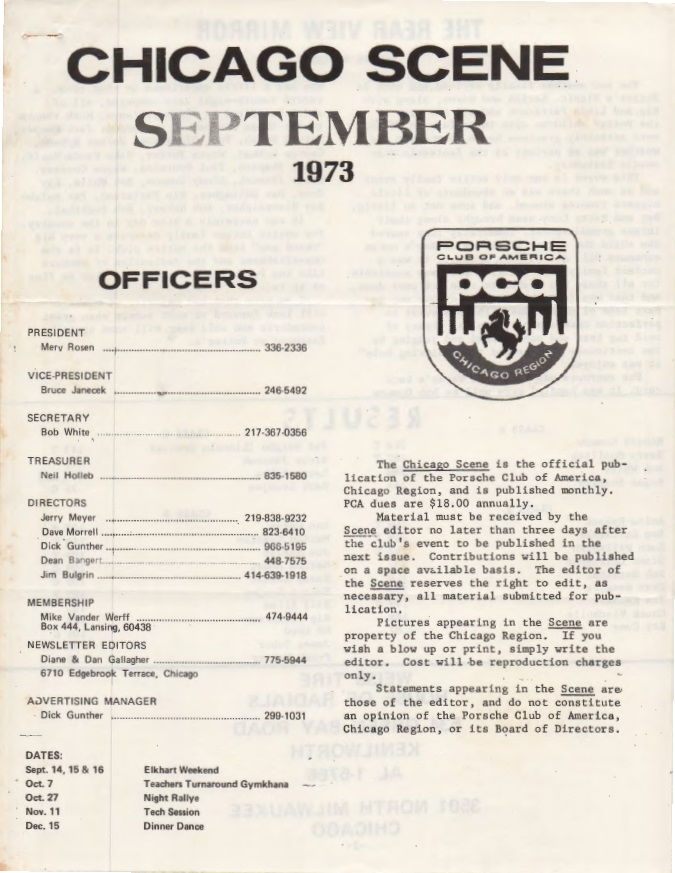 CHICAGO SCENE
SEPTEMBER
1973
OFFICERS
PRESIDENT
Merv Rosen ........ 336-2336
VICE-PRESIDENT
Bruce Janecek ........ 246-5492
SECRETARY
Bob White ........ 217-367-0356
TREASURER
Neil Holleb ........ 835-1580
DIRECTORS
Jerry Meyer ........ 219-838-9232
Dave Morrell ........ 823-6410
Dick Gunther ........ 966-5195
Dean Bangert ........ 448-7575
Jim Bulgrin ........ 414-639-1918
MEMBERSHIP
Mike Vander Werff ........ 474-9444
Box 444, Lansing, 60438
NEWSLETTER EDITORS
Diane & Dan Gallagher ........ 775-5944
6710 Edgebrook Terrace, Chicago
ADVERTISING MANAGER
Dick Gunther ........ 299-1031
DATES:
Sept. 14, 15 & 16 Elkhart Weekend
Oct. 7 Teachers Turnaround Gymkhana
Oct. 27 Night Rallye
Nov. 11 Tech Session
Dec. 15 Dinner Dance
PORSCHE
CLUB OF AMERICA
pca
CHICAGO REGION
The Chicago Scene is the official pub-
lication of the Porsche Club of America,
Chicago Region, and is published monthly.
PCA dues are $18.00 annually.
Material must be received by the
Scene editor no later than three days after
the club's event to be published in the
next issue. Contributions will be published
on a space available basis. The editor of
the Scene reserves the right to edit, as
necessary, all material submitted for pub-
lication.
Pictures appearing in the Scene are
property of the Chicago Region. If you
wish a blow up or print, simply write the
editor. Cost will be reproduction charges
only.
Statements appearing in the Scene are
those of the editor, and do not constitute
an opinion of the Porsche Club of America,
Chicago Region, or its Board of Directors.